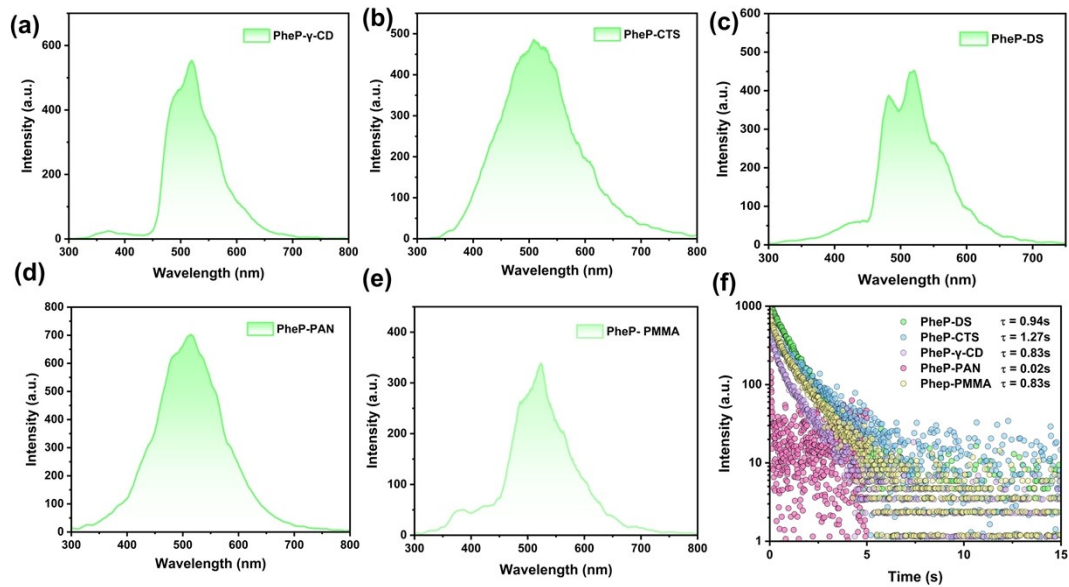 (a)
PheP-γ-CD
Intensity (a.u.)
600
400
200
0
300 400 500 600 700 800
Wavelength (nm)
(b)
PheP-CTS
Intensity (a.u.)
500
400
300
200
100
0
300 400 500 600 700 800
Wavelength (nm)
(c)
PheP-DS
Intensity (a.u.)
600
500
400
300
200
100
0
300 400 500 600 700
Wavelength (nm)
(d)
PheP-PAN
Intensity (a.u.)
800
700
600
500
400
300
200
100
0
300 400 500 600 700 800
Wavelength (nm)
(e)
PheP- PMMA
Intensity (a.u.)
400
300
200
100
0
300 400 500 600 700 800
Wavelength (nm)
(f)
PheP-DS τ = 0.94s
PheP-CTS τ = 1.27s
PheP-γ-CD τ = 0.83s
PheP-PAN τ = 0.02s
Phep-PMMA τ = 0.83s
Intensity (a.u.)
1000
100
10
1
0 5 10 15
Time (s)